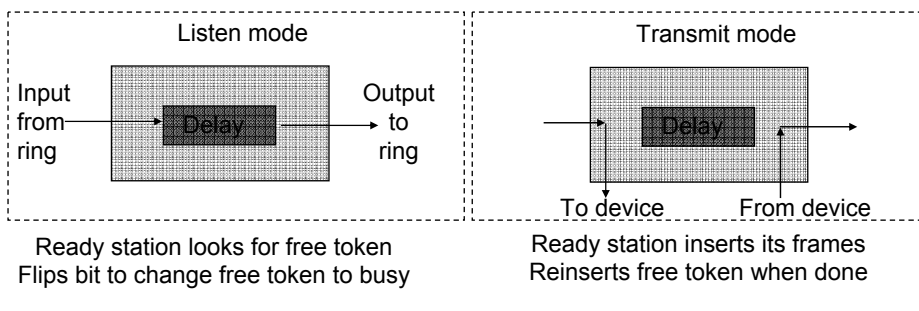 Listen mode
Input
from
ring
Delay
Output
to
ring
Ready station looks for free token
Flips bit to change free token to busy
Transmit mode
Delay
To device
From device
Ready station inserts its frames
Reinserts free token when done